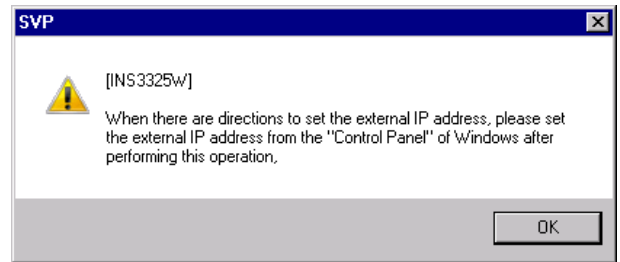 SVP
[INS3325W]
When there are directions to set the external IP address, please set
the external IP address from the "Control Panel" of Windows after
performing this operation,
OK